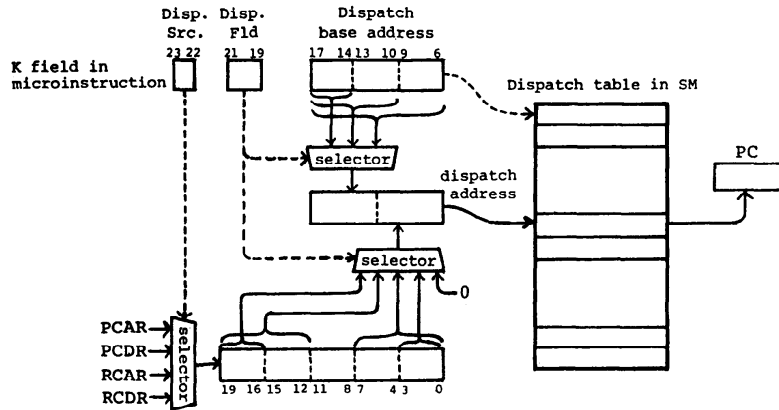 Disp. Src.
Disp. Fld
Dispatch base address
23 22
21 19
17 14 13 10 9 6
K field in microinstruction
Dispatch table in SM
selector
PC
dispatch address
selector
0
PCAR
PCDR
RCAR
RCDR
selector
19 16 15 12 11 8 7 4 3 0